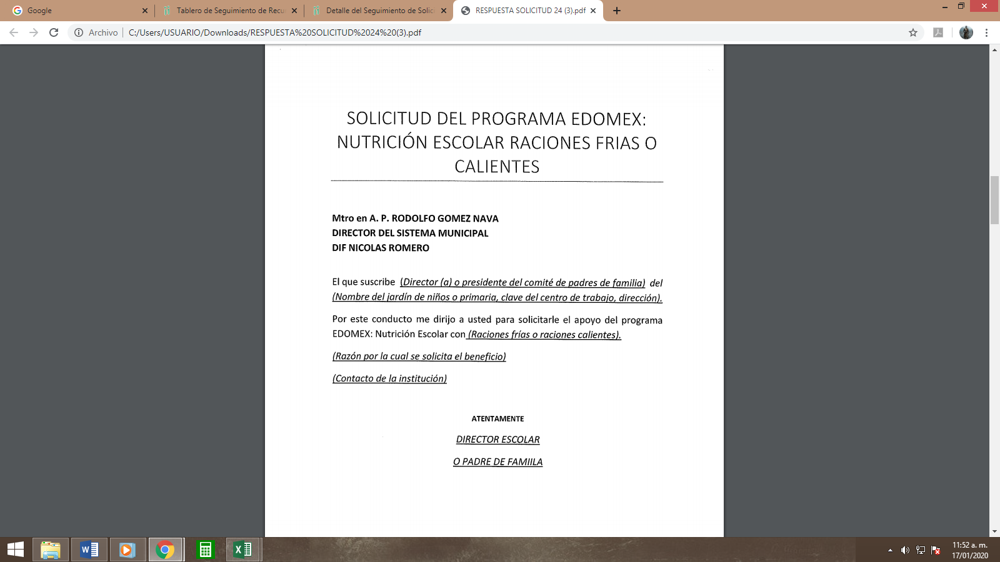 Google
Tablero de Seguimiento de Recu
Detalle del Seguimiento de Solici
RESPUESTA SOLICITUD 24 (3).pdf
Archivo
C:/Users/USUARIO/Downloads/RESPUESTA%20SOLICITUD%2024%20(3).pdf
SOLICITUD DEL PROGRAMA EDOMEX:
NUTRICIÓN ESCOLAR RACIONES FRIAS O
CALIENTES
Mtro en A. P. RODOLFO GOMEZ NAVA
DIRECTOR DEL SISTEMA MUNICIPAL
DIF NICOLAS ROMERO
El que suscribe (Director (a) o presidente del comité de padres de familia) del
(Nombre del jardín de niños o primaria, clave del centro de trabajo, dirección).
Por este conducto me dirijo a usted para solicitarle el apoyo del programa
EDOMEX: Nutrición Escolar con (Raciones frías o raciones calientes).
(Razón por la cual se solicita el beneficio)
(Contacto de la institución)
ATENTAMENTE
DIRECTOR ESCOLAR
O PADRE DE FAMIILA
11:52 a. m.
17/01/2020